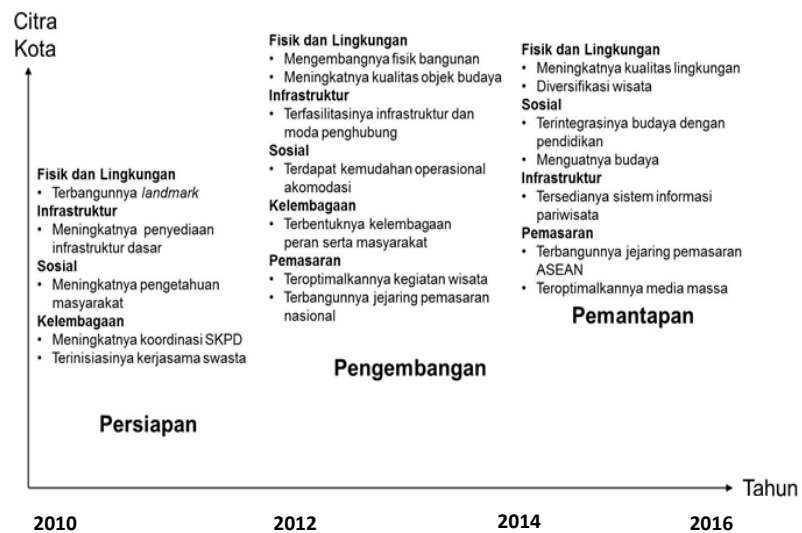 Citra
Kota
Fisik dan Lingkungan
• Terbangunnya landmark
Infrastruktur
• Meningkatnya penyediaan
infrastruktur dasar
Sosial
• Meningkatnya pengetahuan
masyarakat
Kelembagaan
• Meningkatnya koordinasi SKPD
• Terinisiasinya kerjasama swasta
Persiapan
Fisik dan Lingkungan
• Mengembangnya fisik bangunan
• Meningkatnya kualitas objek budaya
Infrastruktur
• Terfasilitasinya infrastruktur dan
moda penghubung
Sosial
• Terdapat kemudahan operasional
akomodasi
Kelembagaan
• Terbentuknya kelembagaan
peran serta masyarakat
Pemasaran
• Teroptimalkannya kegiatan wisata
• Terbangunnya jejaring pemasaran
nasional
Pengembangan
Fisik dan Lingkungan
• Meningkatnya kualitas lingkungan
• Diversifikasi wisata
Sosial
• Terintegrasinya budaya dengan
pendidikan
• Menguatnya budaya
Infrastruktur
• Tersedianya sistem informasi
pariwisata
Pemasaran
• Terbangunnya jejaring pemasaran
ASEAN
• Teroptimalkannya media massa
Pemantapan
Tahun
2010
2012
2014
2016